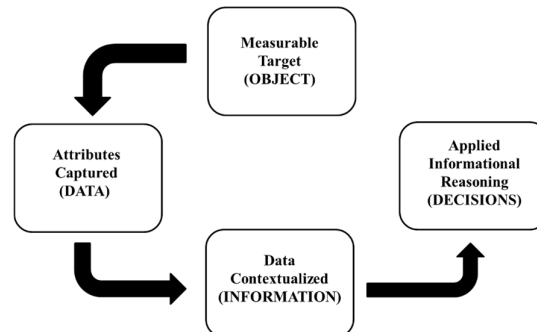 Measurable
Target
(OBJECT)
Attributes
Captured
(DATA)
Data
Contextualized
(INFORMATION)
Applied
Informational
Reasoning
(DECISIONS)